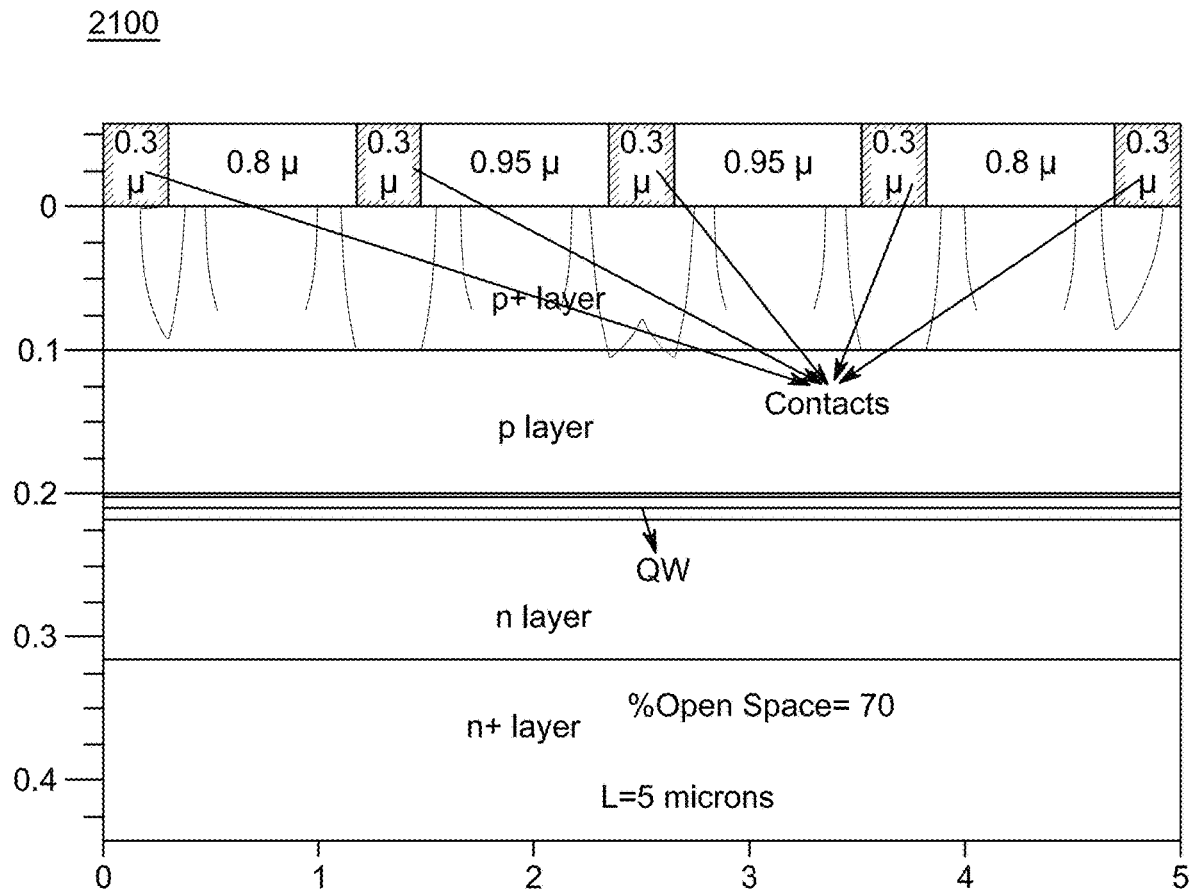 2100
0.3 μ 0.8 μ 0.3 μ 0.95 μ 0.3 μ 0.95 μ 0.3 μ 0.8 μ 0.3 μ
0
p+ layer
0.1
Contacts
p layer
0.2
QW
n layer
0.3
%Open Space= 70
n+ layer
0.4
L=5 microns
0 1 2 3 4 5